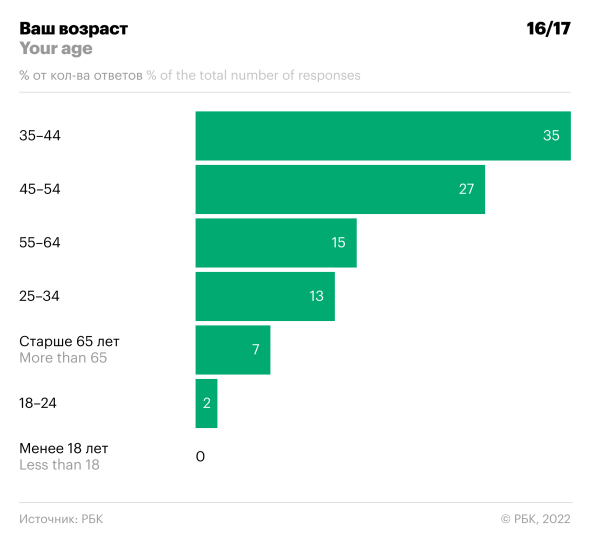 Ваш возраст 16/17
Your age
% от кол-ва ответов % of the total number of responses
35–44 35
45–54 27
55–64 15
25–34 13
Старше 65 лет 7
More than 65
18–24 2
Менее 18 лет 0
Less than 18
Источник: РБК © РБК, 2022